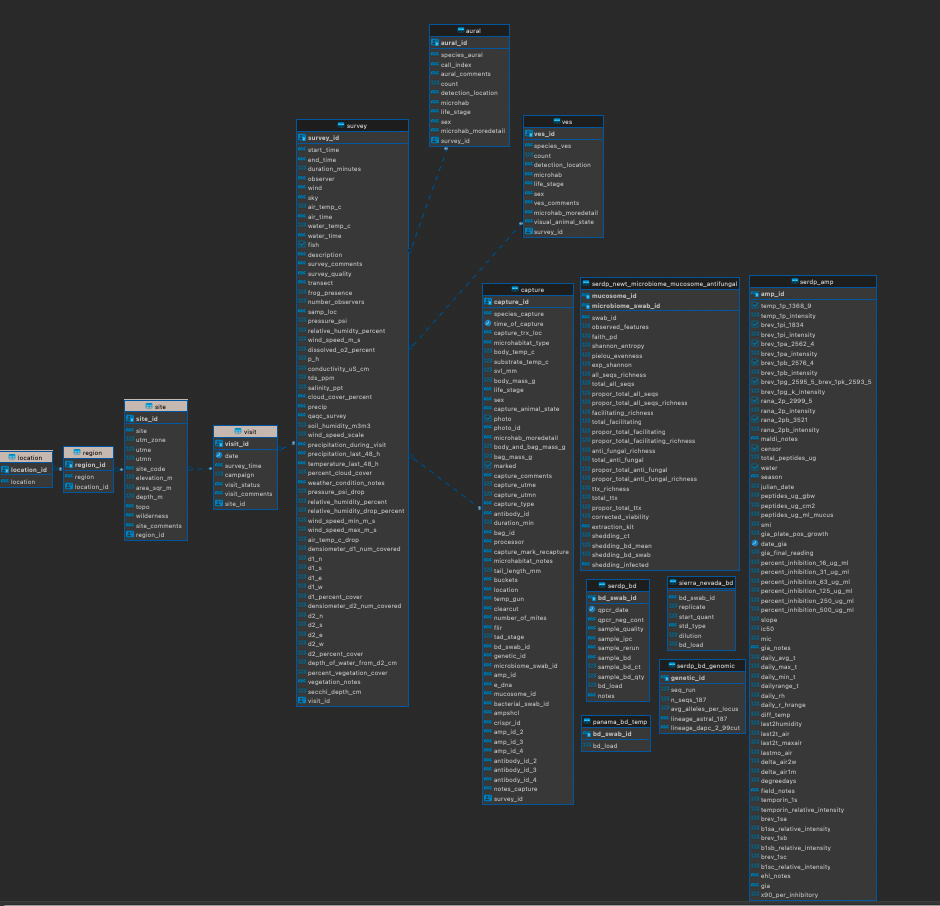 location
location_id
location
region
region_id
region
location_id
site
site_id
site
utm_zone
utme
utmn
site_code
elevation_m
area_sqr_m
depth_m
topo
wilderness
site_comments
region_id
visit
visit_id
date
survey_time
campaign
visit_status
visit_comments
site_id
survey
survey_id
start_time
end_time
duration_minutes
observer
wind
sky
air_temp_c
air_time
water_temp_c
water_time
fish
description
survey_comments
survey_quality
transect
frog_presence
number_observers
samp_loc
pressure_psi
relative_humidty_percent
wind_speed_m_s
dissolved_o2_percent
p_h
conductivity_uS_cm
tds_ppm
salinity_ppt
cloud_cover_percent
precip
qaqc_survey
soil_humidity_m3m3
wind_speed_scale
precipitation_during_visit
precipitation_last_48_h
temperature_last_48_h
percent_cloud_cover
weather_condition_notes
pressure_psi_drop
relative_humidity_percent
relative_humidity_drop_percent
wind_speed_min_m_s
wind_speed_max_m_s
air_temp_c_drop
densiometer_d1_num_covered
d1_n
d1_s
d1_e
d1_w
d1_percent_cover
densiometer_d2_num_covered
d2_n
d2_s
d2_e
d2_w
d2_percent_cover
depth_of_water_from_d2_cm
percent_vegetation_cover
vegetation_notes
secchi_depth_cm
visit_id
aural
aural_id
species_aural
call_index
aural_comments
count
detection_location
microhab
life_stage
sex
microhab_moredetail
survey_id
ves
ves_id
species_ves
count
detection_location
microhab
life_stage
sex
ves_comments
microhab_moredetail
visual_animal_state
survey_id
capture
capture_id
species_capture
time_of_capture
capture_trx_loc
microhabitat_type
body_temp_c
substrate_temp_c
svl_mm
body_mass_g
life_stage
sex
capture_animal_state
photo
photo_id
microhab_moredetail
body_and_bag_mass_g
bag_mass_g
marked
capture_comments
capture_utme
capture_utmn
capture_type
antibody_id
duration_min
bag_id
processor
capture_mark_recapture
microhabitat_notes
tail_length_mm
buckets
location
temp_gun
clearcut
number_of_mites
flir
tad_stage
bd_swab_id
genetic_id
microbiome_swab_id
amp_id
e_dna
mucosome_id
bacterial_swab_id
ampshcl
crispr_id
amp_id_2
amp_id_3
amp_id_4
antibody_id_2
antibody_id_3
antibody_id_4
notes_capture
survey_id
serdp_newt_microbiome_mucosome_antifungal
mucosome_id
microbiome_swab_id
swab_id
observed_features
faith_pd
shannon_entropy
pielou_evenness
exp_shannon
all_seqs_richness
total_all_seqs
propor_total_all_seqs
propor_total_all_seqs_richness
facilitating_richness
total_facilitating
propor_total_facilitating
propor_total_facilitating_richness
anti_fungal_richness
total_anti_fungal
propor_total_anti_fungal
propor_total_anti_fungal_richness
ttx_richness
total_ttx
propor_total_ttx
corrected_viability
extraction_kit
shedding_ct
shedding_bd_mean
shedding_bd_swab
shedding_infected
serdp_bd
bd_swab_id
qpcr_date
qpcr_neg_cont
sample_quality
sample_ipc
sample_rerun
sample_bd
sample_bd_ct
sample_bd_qty
bd_load
notes
sierra_nevada_bd
bd_swab_id
replicate
start_quant
std_type
dilution
bd_load
serdp_bd_genomic
genetic_id
seq_run
n_seqs_187
avg_alleles_per_locus
lineage_astral_187
lineage_dapc_2_99cut
panama_bd_temp
bd_swab_id
bd_load
serdp_amp
amp_id
temp_1p_1368_9
temp_1p_intensity
brev_1pi_1834
brev_1pi_intensity
brev_1pa_2562_4
brev_1pa_intensity
brev_1pb_2576_4
brev_1pb_intensity
brev_1pg_2595_5_brev_1pk_2593_5
brev_1pg_k_intensity
rana_2p_2999_5
rana_2p_intensity
rana_2pb_3521
rana_2pb_intensity
maldi_notes
censor
total_peptides_ug
water
season
julian_date
peptides_ug_gbw
peptides_ug_cm2
peptides_ug_ml_mucus
smi
gia_plate_pos_growth
date_gia
gia_final_reading
percent_inhibition_16_ug_ml
percent_inhibition_31_ug_ml
percent_inhibition_63_ug_ml
percent_inhibition_125_ug_ml
percent_inhibition_250_ug_ml
percent_inhibition_500_ug_ml
slope
ic50
mic
gia_notes
daily_avg_t
daily_max_t
daily_min_t
dailyrange_t
daily_rh
daily_r_hrange
diff_temp
last2humidity
last2t_air
last2t_maxair
lastmo_air
delta_air2w
delta_air1m
degreedays
field_notes
temporin_1s
temporin_relative_intensity
brev_1sa
b1sa_relative_intensity
brev_1sb
b1sb_relative_intensity
brev_1sc
b1sc_relative_intensity
ehl_notes
gia
x90_per_inhibitory